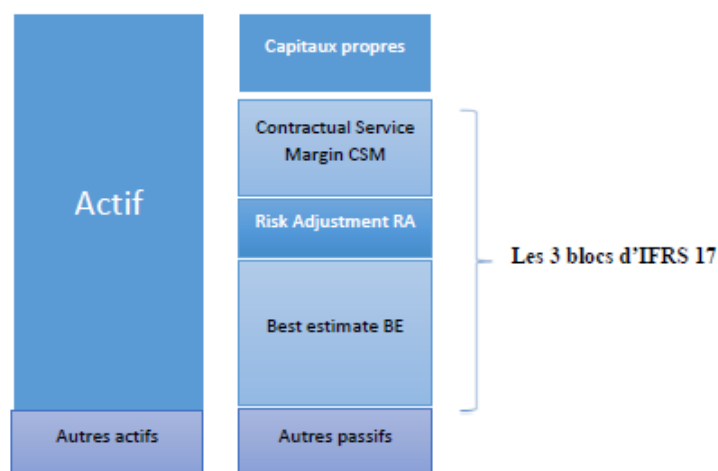 Capitaux propres
Contractual Service
Margin CSM
Actif
Risk Adjustment RA
Les 3 blocs d’IFRS 17
Best estimate BE
Autres actifs
Autres passifs